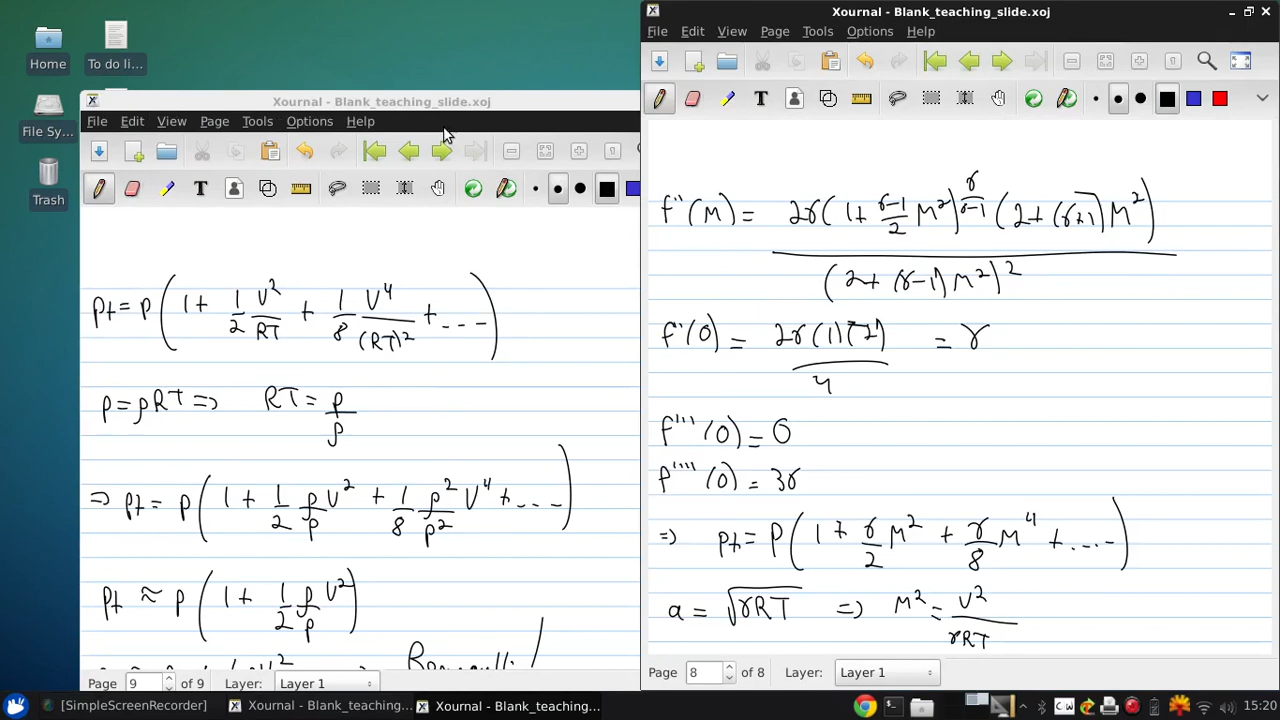 Home
To do li...
File Sy...
Trash
Xournal - Blank_teaching_slide.xoj
File Edit View Page Tools Options Help
pt = p(1 + 1/2 V²/RT + 1/8 V⁴/(RT)² + ....)
p = ρRT => RT = p/ρ
=> pt = p(1 + 1/2 ρ/p V² + 1/8 ρ²/p² V⁴ + ....)
pt ≈ p(1 + 1/2 ρ/p V²)
Page 9 of 9 Layer: Layer 1
Xournal - Blank_teaching_slide.xoj
File Edit View Page Tools Options Help
f''(M) = 2γ(1 + γ-1/2 M²)^γ/γ-1 (2 + (γ+1)M²) / (2 + (γ-1)M²)²
f''(0) = 2γ(1)(2)/4 = γ
f'''(0) = 0
f''''(0) = 3γ
=> pt = P(1 + γ/2 M² + γ/8 M⁴ + ....)
a = √γRT => M² = V²/γRT
Page 8 of 8 Layer: Layer 1
[SimpleScreenRecorder] Xournal - Blank_teaching... Xournal - Blank_teaching... CW 15:20